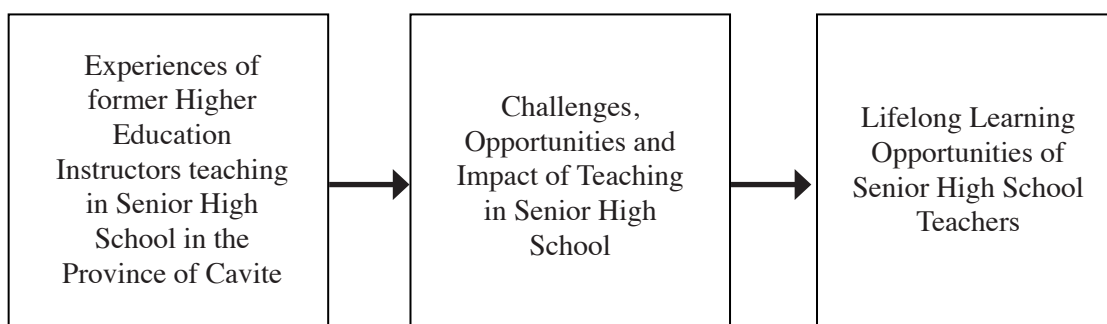 Experiences of
former Higher
Education
Instructors teaching
in Senior High
School in the
Province of Cavite
Challenges,
Opportunities and
Impact of Teaching
in Senior High
School
Lifelong Learning
Opportunities of
Senior High School
Teachers